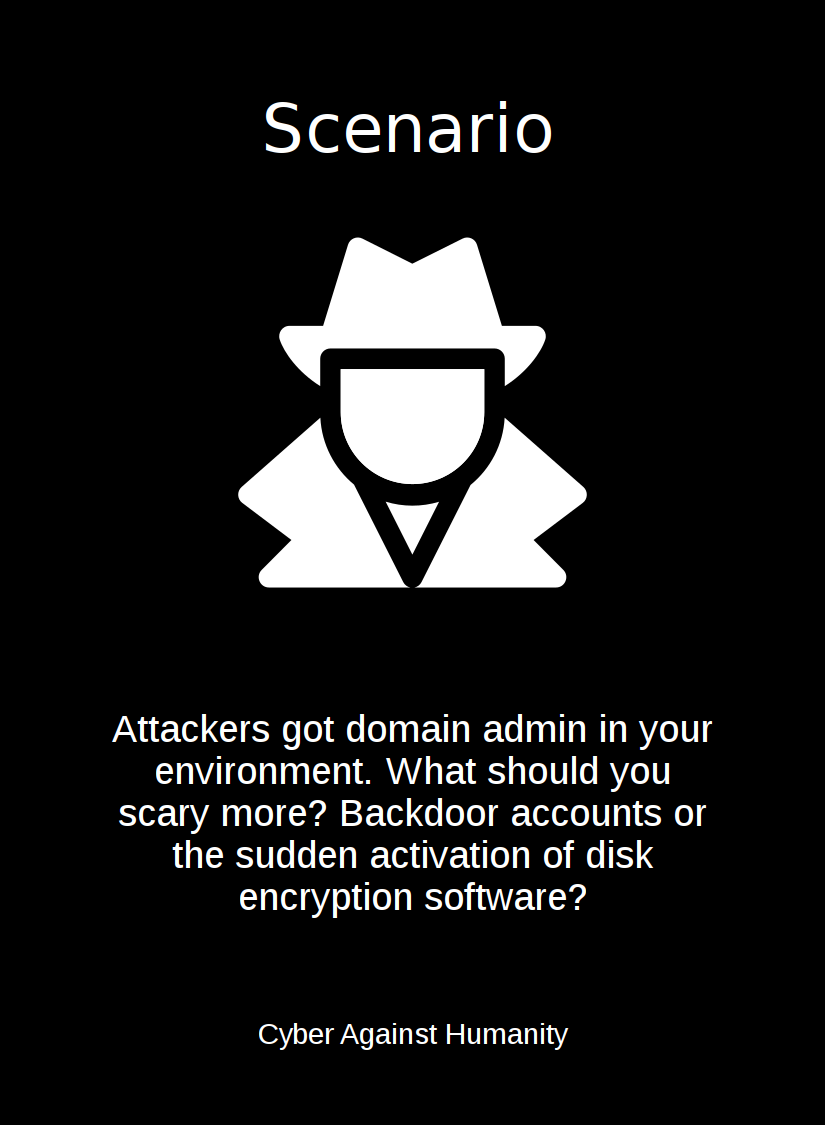 Scenario
Attackers got domain admin in your
environment. What should you
scary more? Backdoor accounts or
the sudden activation of disk
encryption software?
Cyber Against Humanity